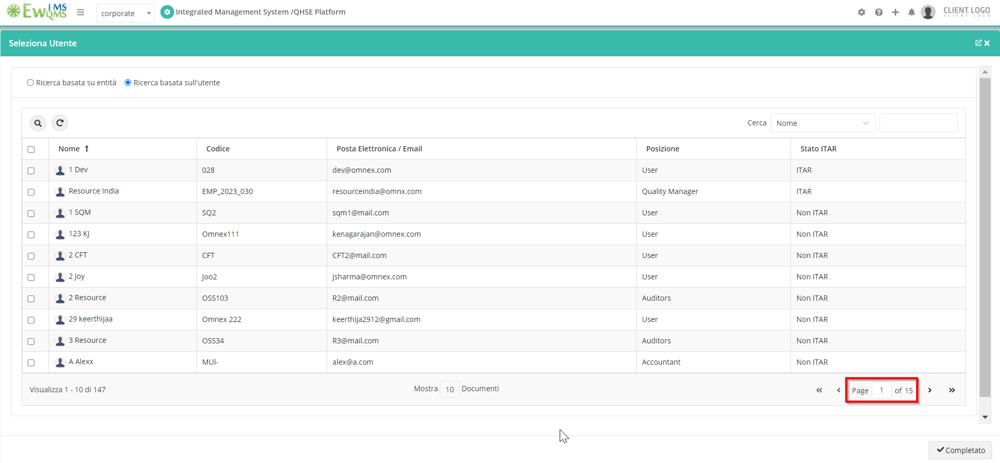 EwQMS IMS
corporate
Integrated Management System /QHSE Platform
CLIENT LOGO
CLIENT LOGO
Seleziona Utente
Ricerca basata su entità Ricerca basata sull'utente
Cerca Nome
Nome Codice Posta Elettronica / Email Posizione Stato ITAR
1 Dev 028 dev@omnex.com User ITAR
Resource India EMP_2023_030 resourceindia@omnx.com Quality Manager ITAR
1 SQM SQ2 sqm1@mail.com User Non ITAR
123 KJ Omnex111 kenagarajan@omnex.com User Non ITAR
2 CFT CFT CFT2@mail.com User Non ITAR
2 Joy Joo2 jsharma@omnex.com User Non ITAR
2 Resource OSS103 R2@mail.com Auditors Non ITAR
29 keerthijaa Omnex 222 keerthija2912@gmail.com User Non ITAR
3 Resource OSS34 R3@mail.com Auditors Non ITAR
A Alexx MUl- alex@a.com Accountant Non ITAR
Visualizza 1 - 10 di 147 Mostra 10 Documenti Page 1 of 15
Completato